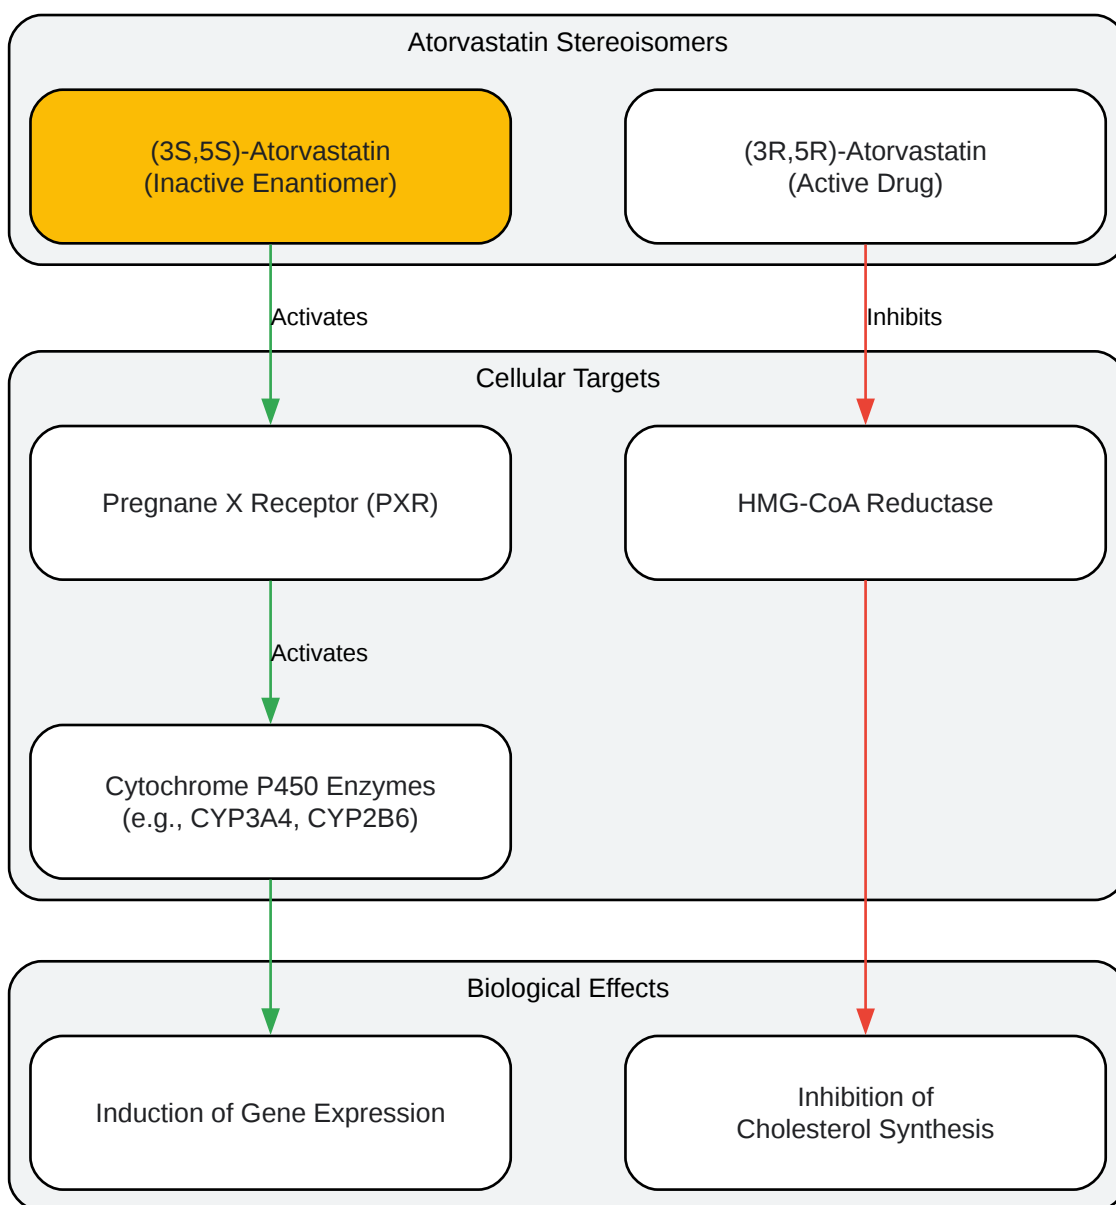 Atorvastatin Stereoisomers
(3S,5S)-Atorvastatin
(Inactive Enantiomer)
(3R,5R)-Atorvastatin
(Active Drug)
Activates
Inhibits
Cellular Targets
Pregnane X Receptor (PXR)
HMG-CoA Reductase
Activates
Cytochrome P450 Enzymes
(e.g., CYP3A4, CYP2B6)
Biological Effects
Induction of Gene Expression
Inhibition of
Cholesterol Synthesis